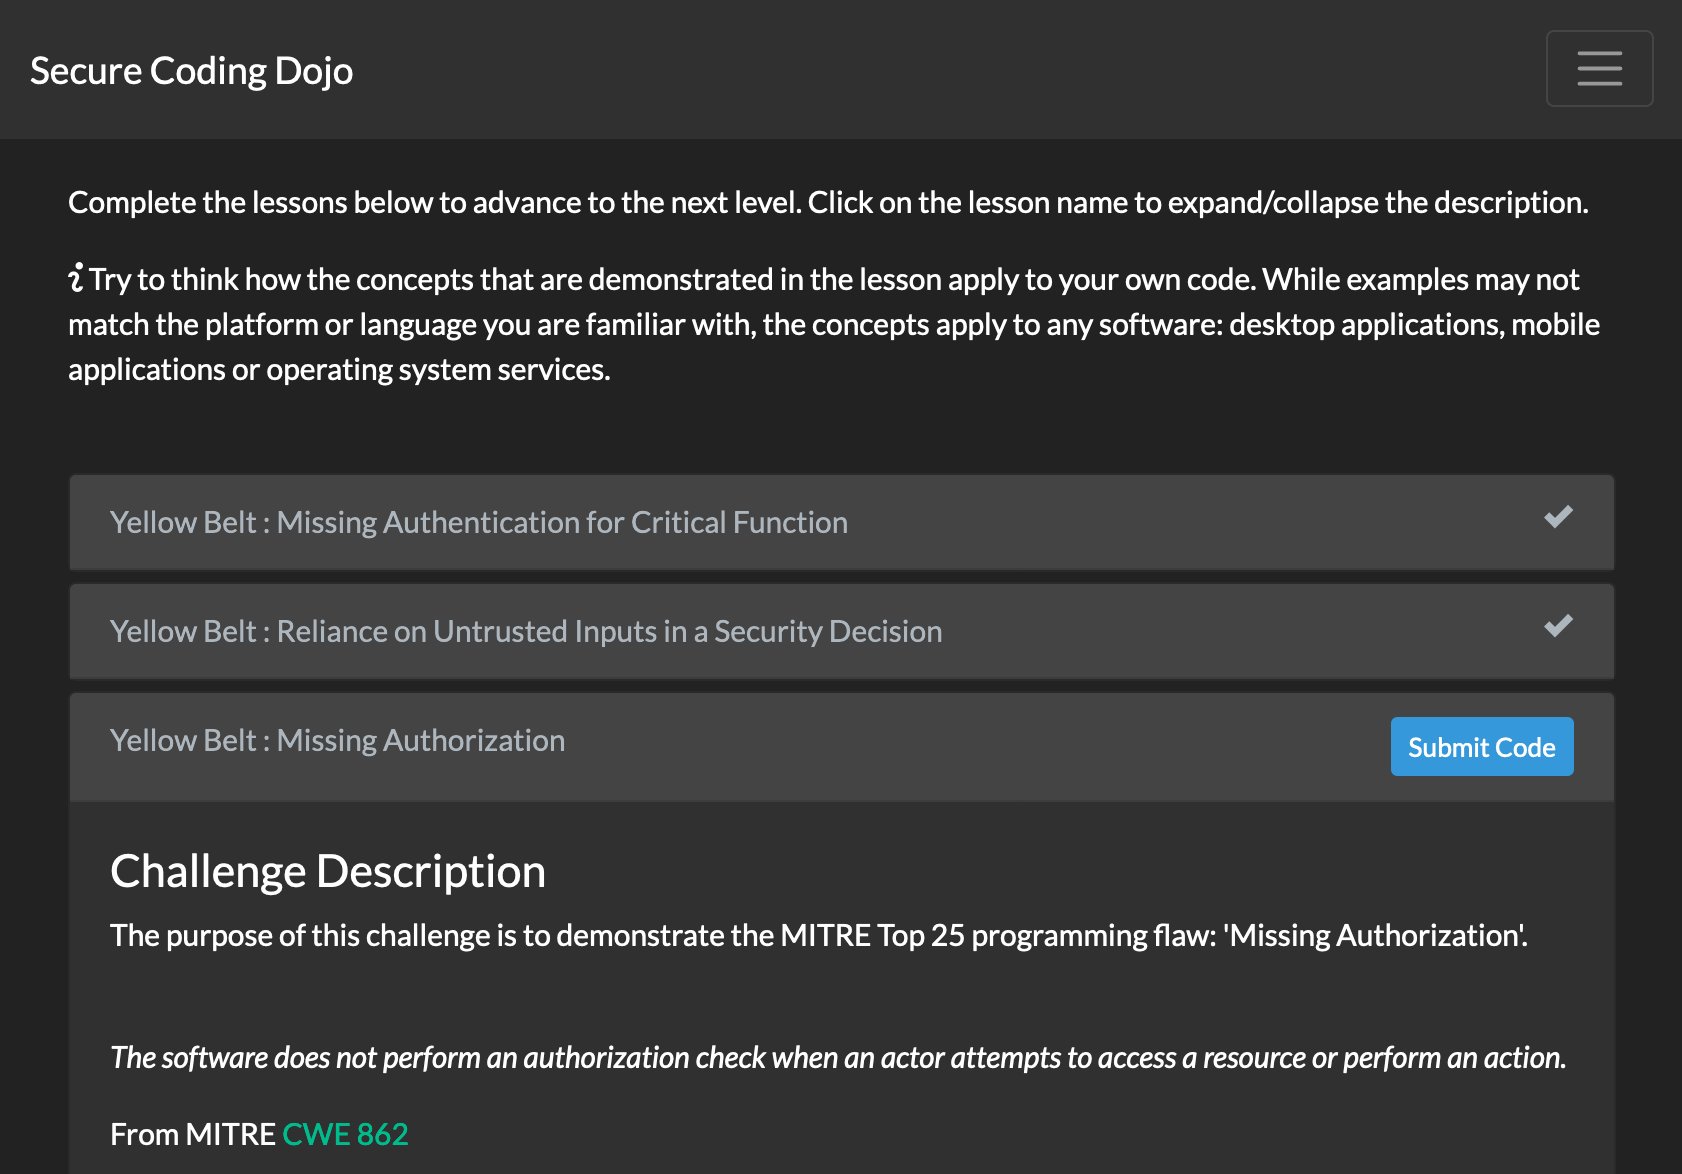 Secure Coding Dojo
Complete the lessons below to advance to the next level. Click on the lesson name to expand/collapse the description.
Try to think how the concepts that are demonstrated in the lesson apply to your own code. While examples may not
match the platform or language you are familiar with, the concepts apply to any software: desktop applications, mobile
applications or operating system services.
Yellow Belt : Missing Authentication for Critical Function
Yellow Belt : Reliance on Untrusted Inputs in a Security Decision
Yellow Belt : Missing Authorization
Submit Code
Challenge Description
The purpose of this challenge is to demonstrate the MITRE Top 25 programming flaw: 'Missing Authorization'.
The software does not perform an authorization check when an actor attempts to access a resource or perform an action.
From MITRE CWE 862